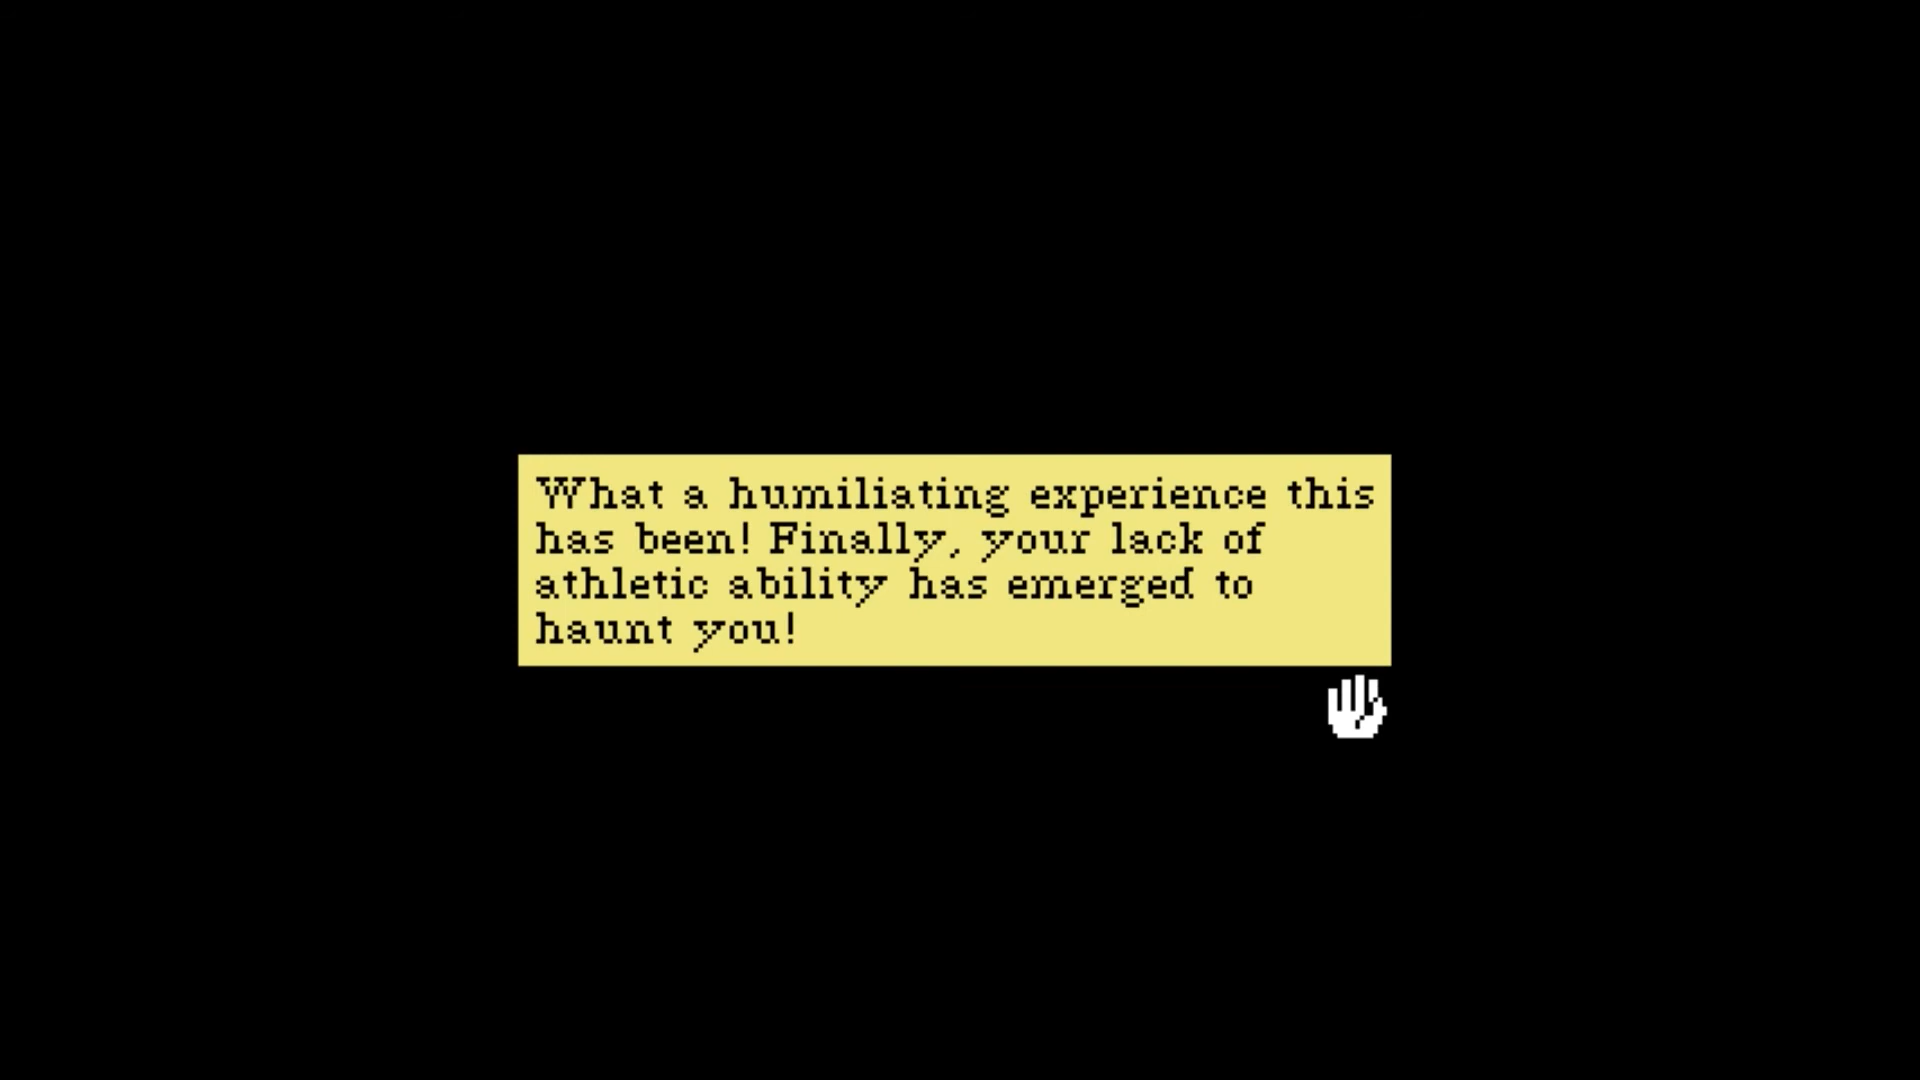 What a humiliating experience this
has been! Finally, your lack of
athletic ability has emerged to
haunt you!